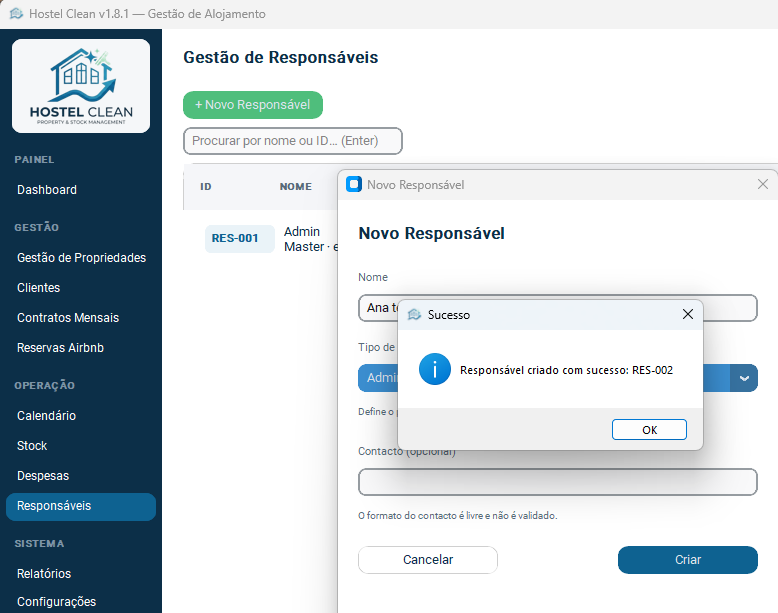 Hostel Clean v1.8.1 — Gestão de Alojamento
HOSTEL CLEAN
PROPERTY & STOCK MANAGEMENT
PAINEL
Dashboard
GESTÃO
Gestão de Propriedades
Clientes
Contratos Mensais
Reservas Airbnb
OPERAÇÃO
Calendário
Stock
Despesas
Responsáveis
SISTEMA
Relatórios
Configurações
Gestão de Responsáveis
+ Novo Responsável
Procurar por nome ou ID... (Enter)
ID NOME
RES-001 Admin
Master · e
Novo Responsável
Novo Responsável
Nome
Ana
Tipo de
Admi
Define o
Contacto (opcional)
O formato do contacto é livre e não é validado.
Cancelar Criar
Sucesso
Responsável criado com sucesso: RES-002
OK